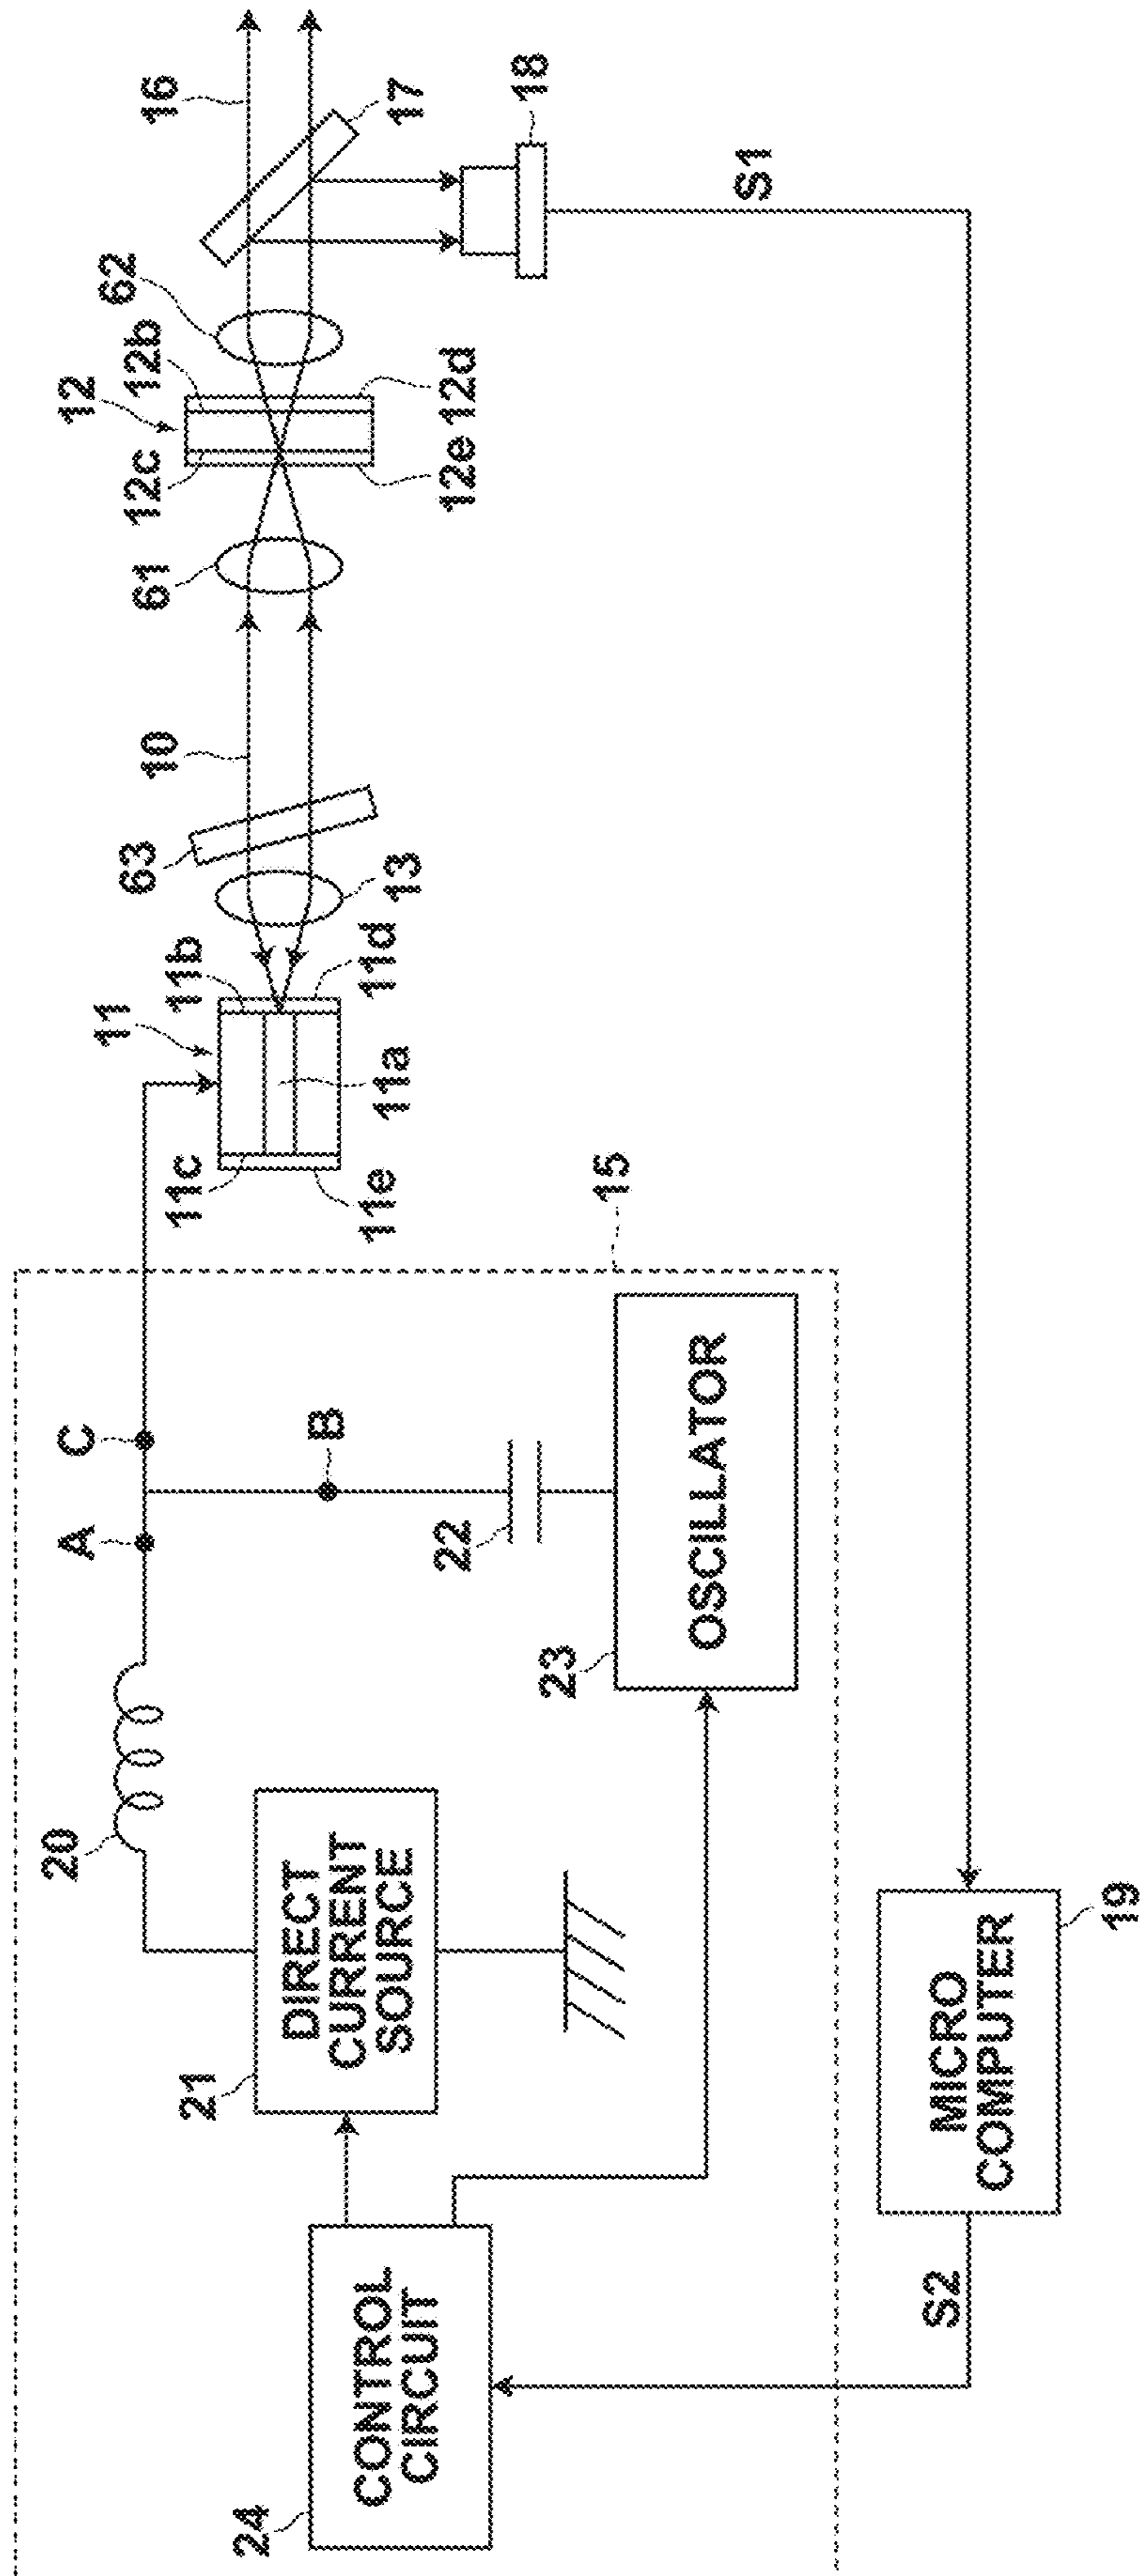 24
CONTROL
CIRCUIT
21
DIRECT
CURRENT
SOURCE
20
A
C
B
22
23
OSCILLATOR
15
11
11c
11b
11a
11e
11d
13
63
10
61
12
12c
12b
12e
12d
62
16
17
18
S1
19
MICRO
COMPUTER
S2